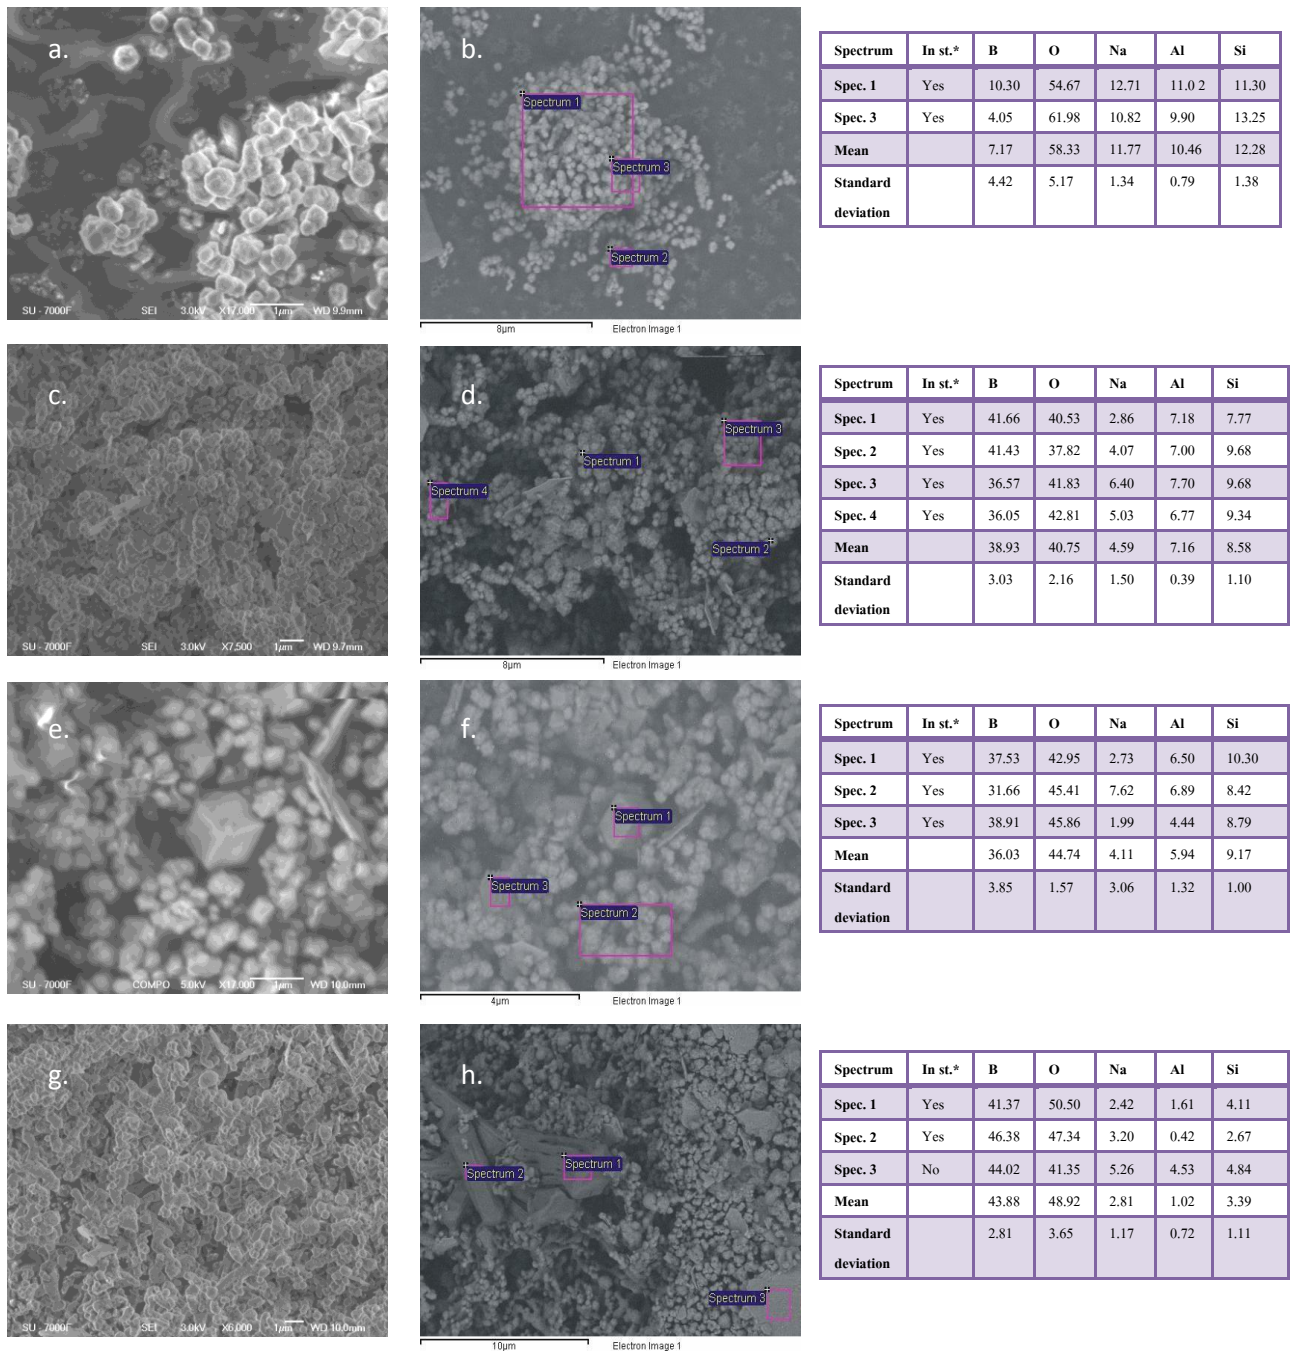 a.
SU - 7000F SEI 3.0kV X17,000 1µm WD 9.9mm
b.
Spectrum 1
Spectrum 3
Spectrum 2
8µm Electron Image 1
Spectrum In st.* B O Na Al Si
Spec. 1 Yes 10.30 54.67 12.71 11.0 2 11.30
Spec. 3 Yes 4.05 61.98 10.82 9.90 13.25
Mean 7.17 58.33 11.77 10.46 12.28
Standard 4.42 5.17 1.34 0.79 1.38
deviation
c.
SU - 7000F SEI 3.0kV X7,500 1µm WD 9.7mm
d.
Spectrum 3
Spectrum 1
Spectrum 4
Spectrum 2
8µm Electron Image 1
Spectrum In st.* B O Na Al Si
Spec. 1 Yes 41.66 40.53 2.86 7.18 7.77
Spec. 2 Yes 41.43 37.82 4.07 7.00 9.68
Spec. 3 Yes 36.57 41.83 6.40 7.70 9.68
Spec. 4 Yes 36.05 42.81 5.03 6.77 9.34
Mean 38.93 40.75 4.59 7.16 8.58
Standard 3.03 2.16 1.50 0.39 1.10
deviation
e.
SU - 7000F COMPO 5.0kV X17,000 1µm WD 10.0mm
f.
Spectrum 1
Spectrum 3
Spectrum 2
4µm Electron Image 1
Spectrum In st.* B O Na Al Si
Spec. 1 Yes 37.53 42.95 2.73 6.50 10.30
Spec. 2 Yes 31.66 45.41 7.62 6.89 8.42
Spec. 3 Yes 38.91 45.86 1.99 4.44 8.79
Mean 36.03 44.74 4.11 5.94 9.17
Standard 3.85 1.57 3.06 1.32 1.00
deviation
g.
SU - 7000F SEI 3.0kV X6,000 1µm WD 10.0mm
h.
Spectrum 1
Spectrum 2
Spectrum 3
10µm Electron Image 1
Spectrum In st.* B O Na Al Si
Spec. 1 Yes 41.37 50.50 2.42 1.61 4.11
Spec. 2 Yes 46.38 47.34 3.20 0.42 2.67
Spec. 3 No 44.02 41.35 5.26 4.53 4.84
Mean 43.88 48.92 2.81 1.02 3.39
Standard 2.81 3.65 1.17 0.72 1.11
deviation